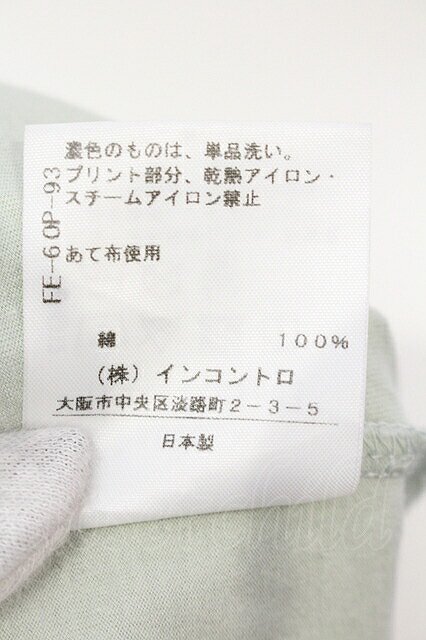 濃色のものは、単品洗い。
プリント部分、乾熱アイロン・
スチームアイロン禁止
あて布使用
FE-60P-93
綿 100%
(株)インコントロ
大阪市中央区淡路町2-3-5
日本製